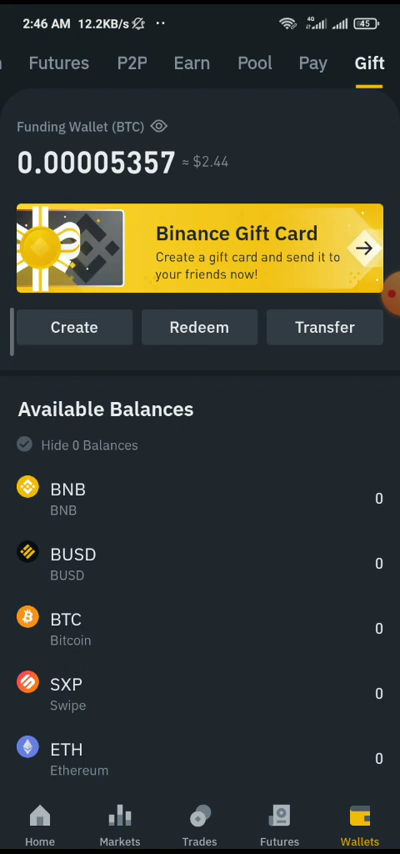 2:46 AM 12.2KB/s
4G
45
Futures P2P Earn Pool Pay Gift
Funding Wallet (BTC)
0.00005357 ≈ $2.44
Binance Gift Card
Create a gift card and send it to
your friends now!
Create Redeem Transfer
Available Balances
Hide 0 Balances
BNB
0
BNB
BUSD
0
BUSD
BTC
0
Bitcoin
SXP
0
Swipe
ETH
0
Ethereum
Home Markets Trades Futures Wallets